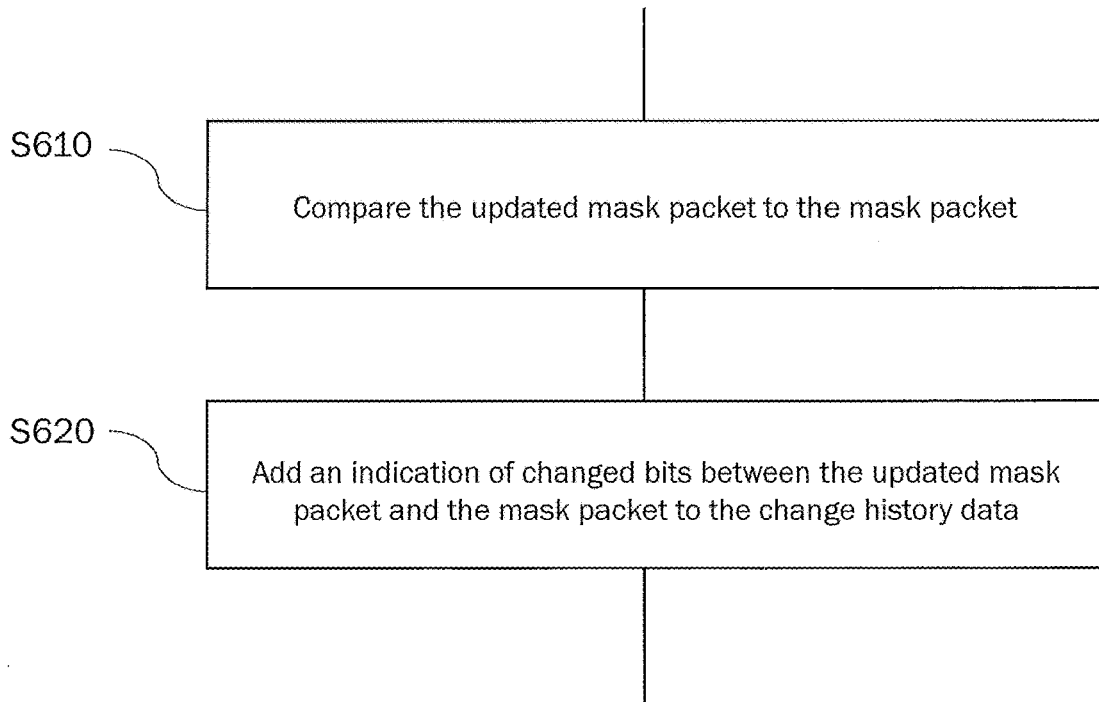 S610
Compare the updated mask packet to the mask packet
S620
Add an indication of changed bits between the updated mask
packet and the mask packet to the change history data